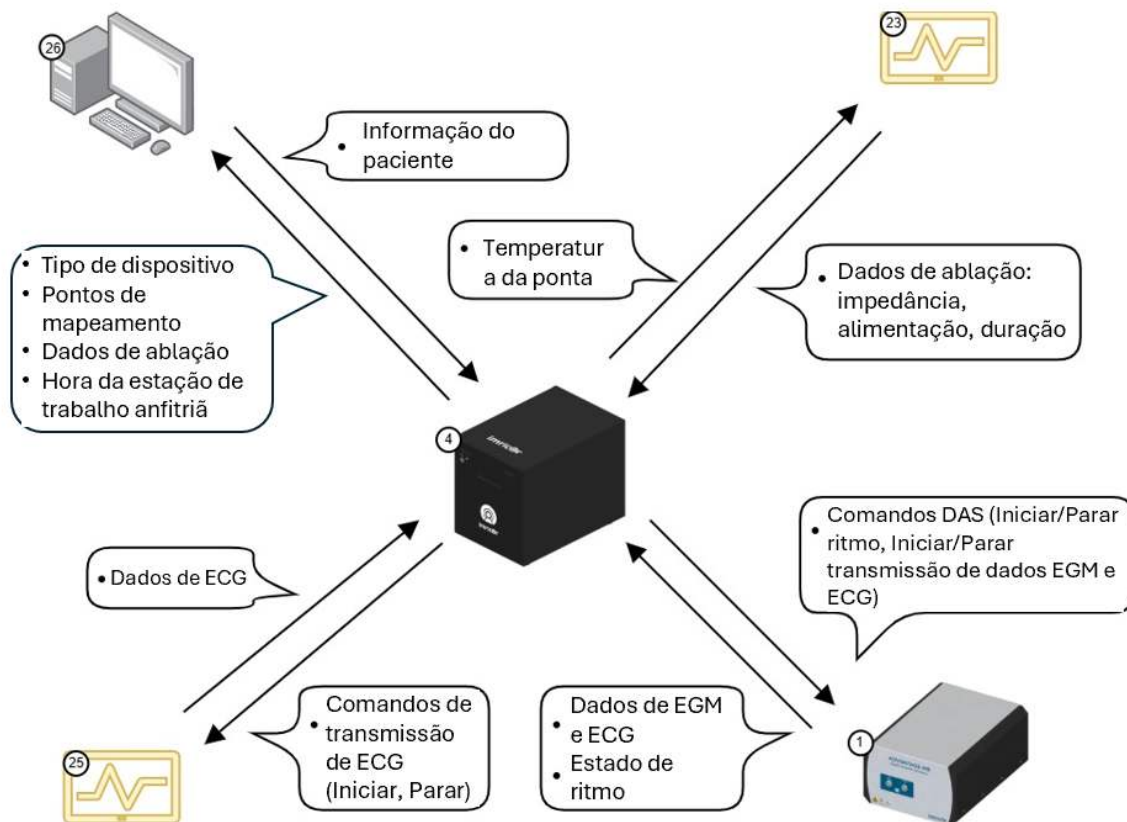 26
23
• Informação do
paciente
• Temperatur
a da ponta
• Dados de ablação:
impedância,
alimentação, duração
• Tipo de dispositivo
• Pontos de
mapeamento
• Dados de ablação
• Hora da estação de
trabalho anfitriã
4
imricor
imricor
• Comandos DAS (Iniciar/Parar
ritmo, Iniciar/Parar
transmissão de dados EGM e
ECG)
• Dados de ECG
25
Comandos de
• transmissão
de ECG
(Iniciar, Parar)
Dados de EGM
• e ECG
• Estado de
ritmo
1